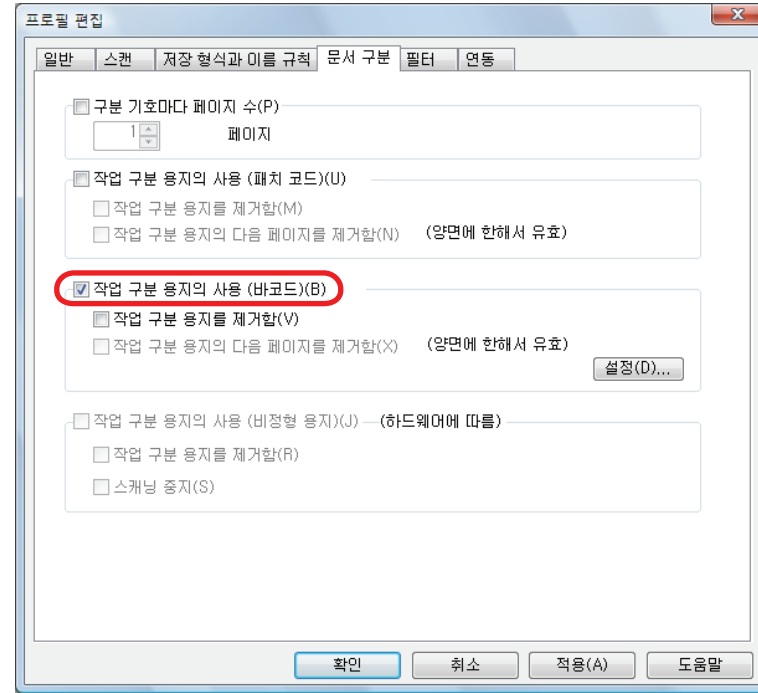 프로필 편집
일반 스캔 저장 형식과 이름 규칙 문서 구분 필터 연동
구분 기호마다 페이지 수(P)
1 페이지
작업 구분 용지의 사용 (패치 코드)(U)
작업 구분 용지를 제거함(M)
작업 구분 용지의 다음 페이지를 제거함(N) (양면에 한해서 유효)
작업 구분 용지의 사용 (바코드)(B)
작업 구분 용지를 제거함(V)
작업 구분 용지의 다음 페이지를 제거함(X) (양면에 한해서 유효)
설정(D)...
작업 구분 용지의 사용 (비정형 용지)(J) (하드웨어에 따름)
작업 구분 용지를 제거함(R)
스캐닝 중지(S)
확인 취소 적용(A) 도움말